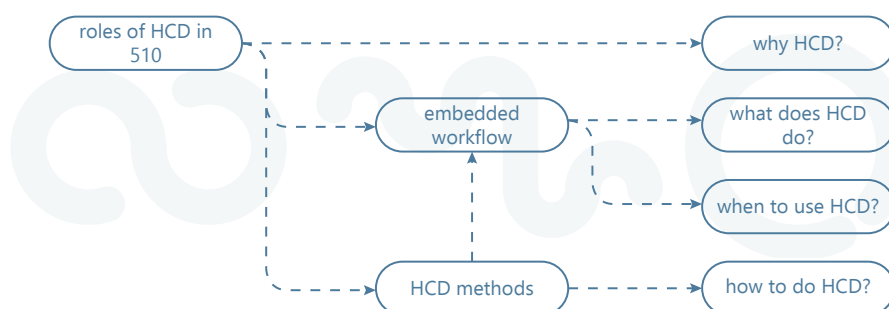 roles of HCD in
510
why HCD?
embedded
workflow
what does HCD
do?
when to use HCD?
HCD methods
how to do HCD?